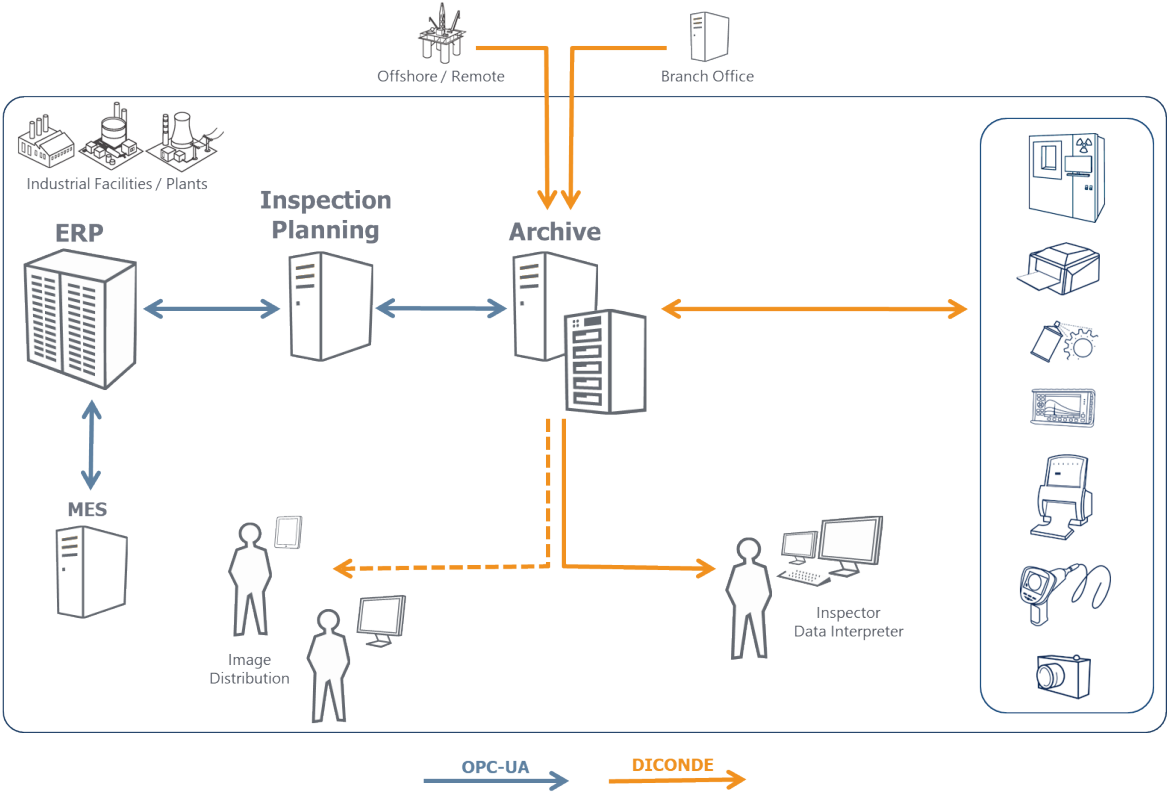 Offshore / Remote
Branch Office
Industrial Facilities / Plants
ERP
Inspection
Planning
Archive
MES
Image
Distribution
Inspector
Data Interpreter
OPC-UA
DICONDE